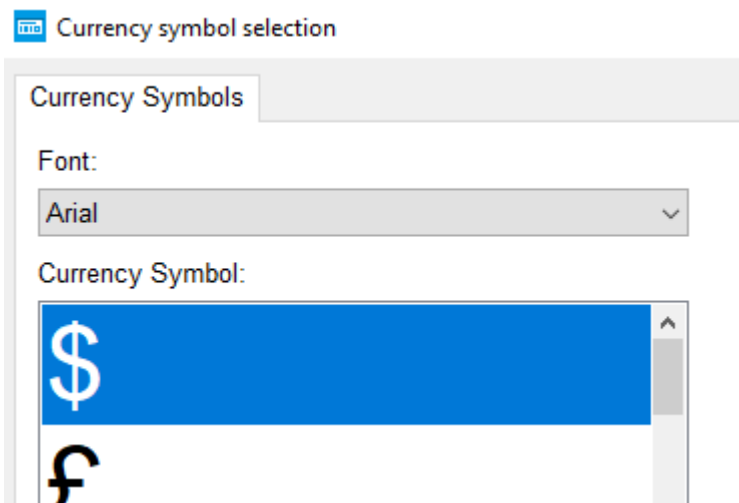 Currency symbol selection
Currency Symbols
Font:
Arial
Currency Symbol:
$
£